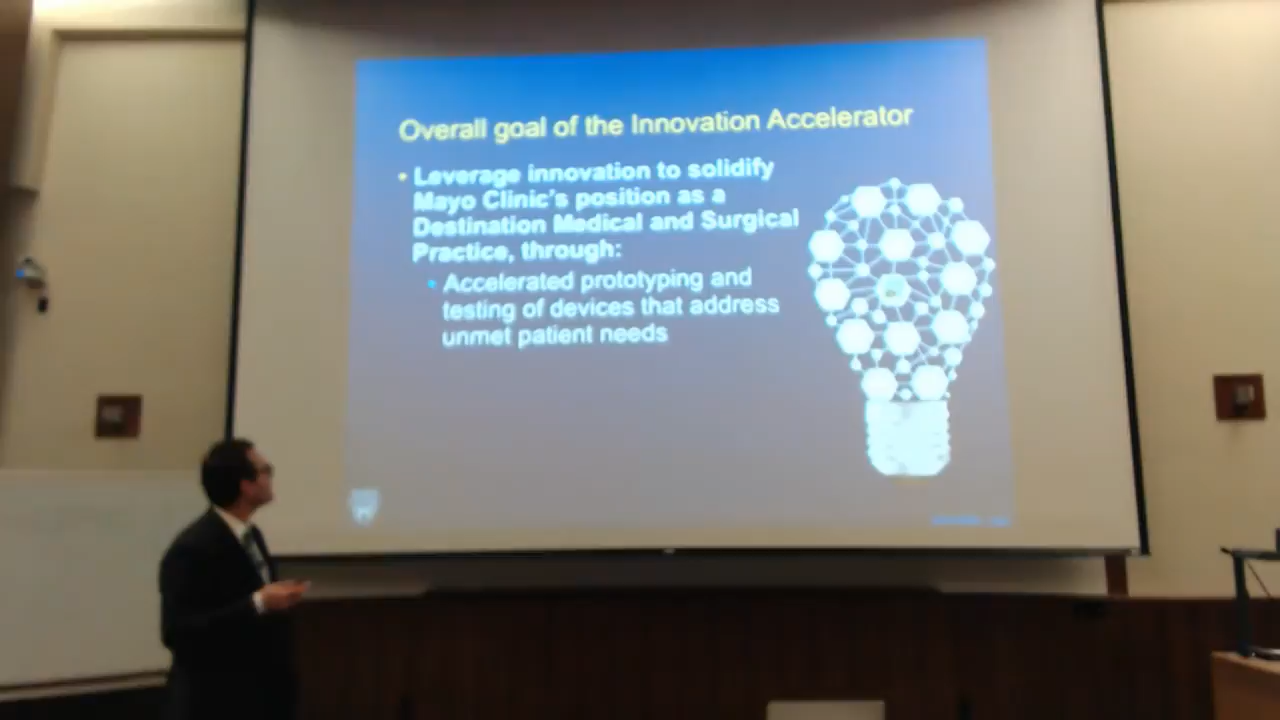 Overall goal of the Innovation Accelerator
• Leverage innovation to solidify
Mayo Clinic's position as a
Destination Medical and Surgical
Practice, through:
• Accelerated prototyping and
testing of devices that address
unmet patient needs